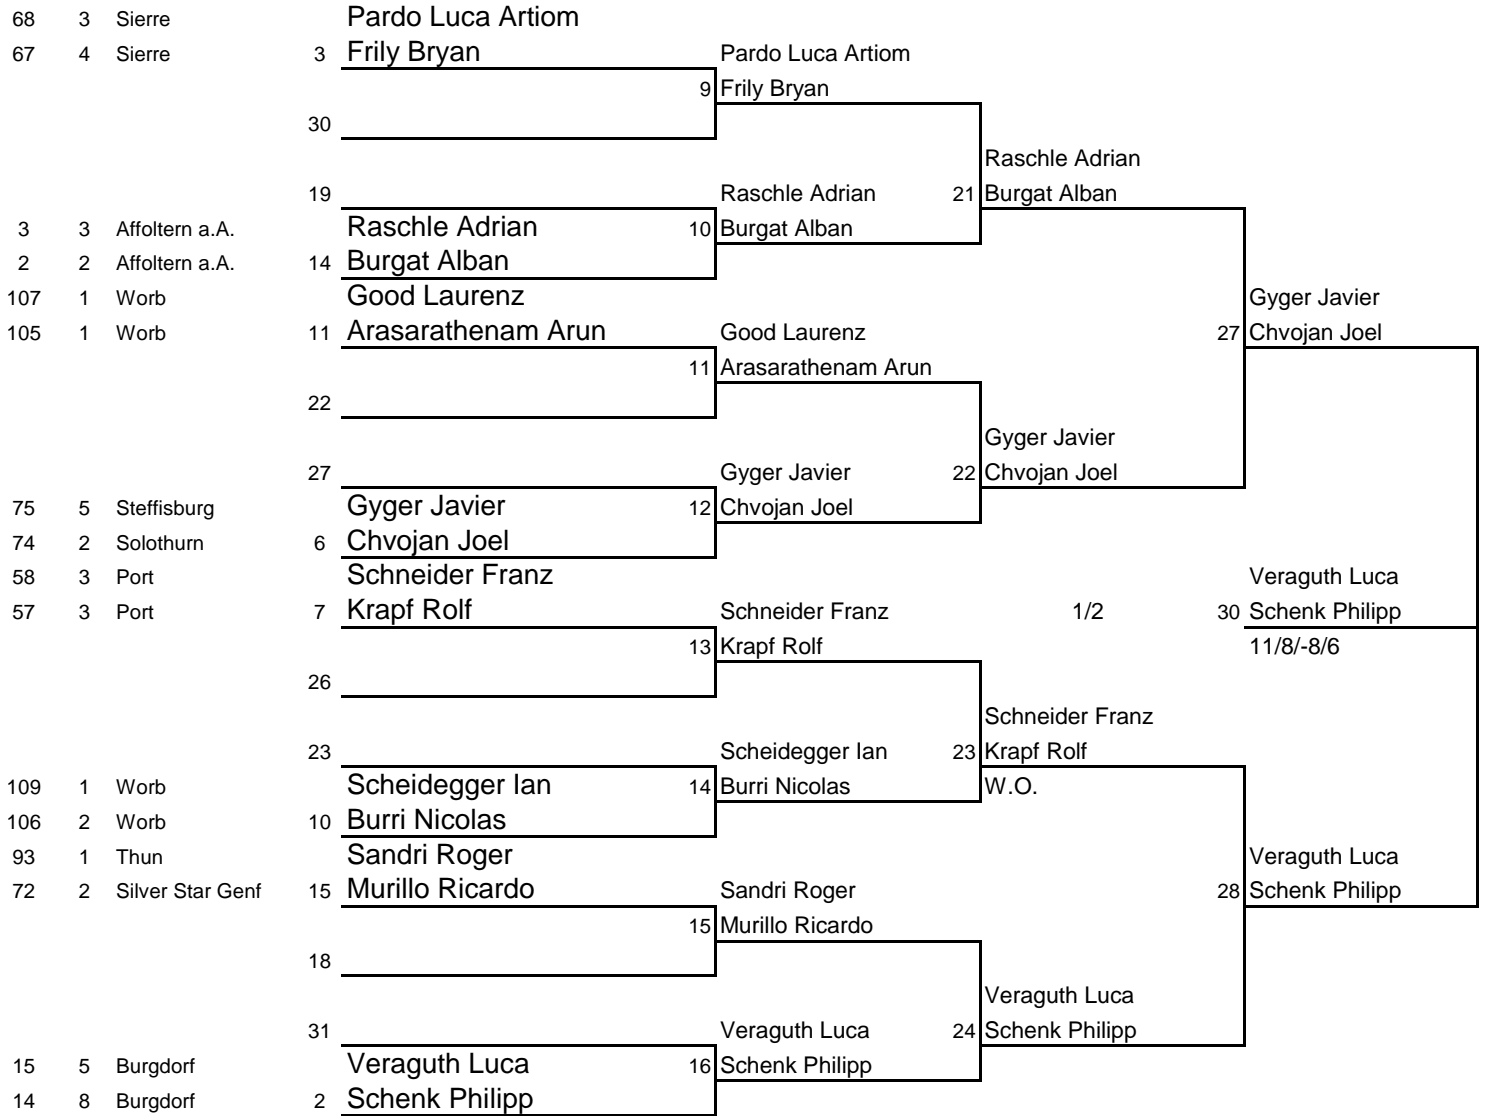 68 3 Sierre Pardo Luca Artiom
67 4 Sierre 3 Frily Bryan Pardo Luca Artiom
9 Frily Bryan
30
Raschle Adrian
19 Raschle Adrian 21 Burgat Alban
3 3 Affoltern a.A. Raschle Adrian 10 Burgat Alban
2 2 Affoltern a.A. 14 Burgat Alban
107 1 Worb Good Laurenz Gyger Javier
105 1 Worb 11 Arasarathenam Arun Good Laurenz 27 Chvojan Joel
11 Arasarathenam Arun
22
Gyger Javier
27 Gyger Javier 22 Chvojan Joel
75 5 Steffisburg Gyger Javier 12 Chvojan Joel
74 2 Solothurn 6 Chvojan Joel
58 3 Port Schneider Franz Veraguth Luca
57 3 Port 7 Krapf Rolf Schneider Franz 1/2 30 Schenk Philipp
13 Krapf Rolf 11/8/-8/6
26
Schneider Franz
23 Scheidegger Ian 23 Krapf Rolf
109 1 Worb Scheidegger Ian 14 Burri Nicolas W.O.
106 2 Worb 10 Burri Nicolas
93 1 Thun Sandri Roger Veraguth Luca
72 2 Silver Star Genf 15 Murillo Ricardo Sandri Roger 28 Schenk Philipp
15 Murillo Ricardo
18
Veraguth Luca
31 Veraguth Luca 24 Schenk Philipp
15 5 Burgdorf Veraguth Luca 16 Schenk Philipp
14 8 Burgdorf 2 Schenk Philipp